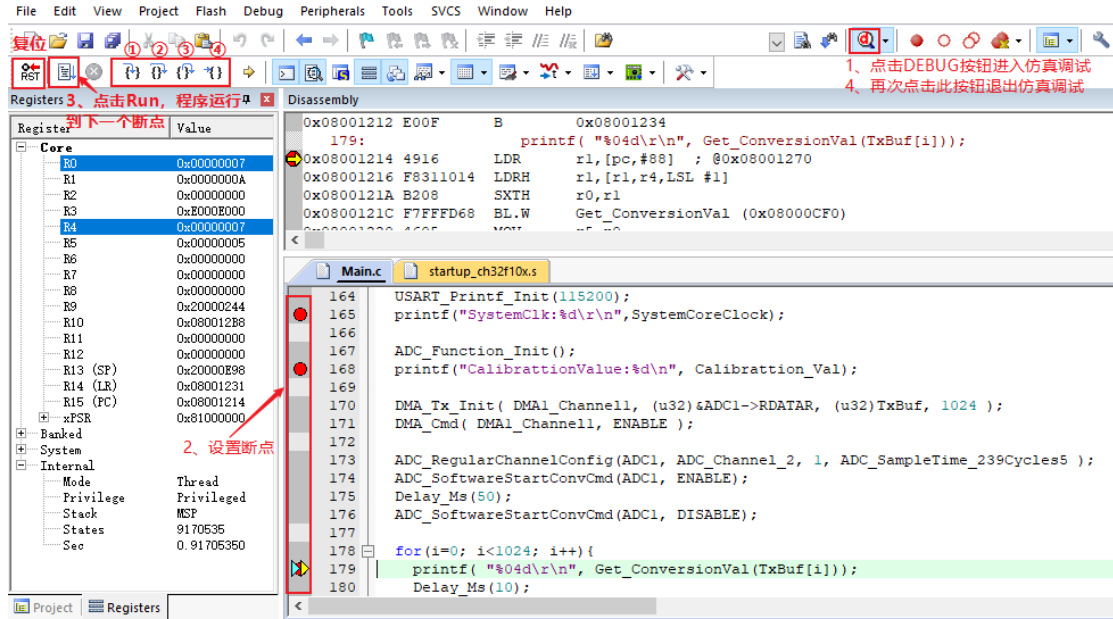 File Edit View Project Flash Debug Peripherals Tools SVCS Window Help
复位 ① ② ③ ④
RST
1、点击DEBUG按钮进入仿真调试
4、再次点击此按钮退出仿真调试
Registers 3、点击Run，程序运行 Disassembly
到下一个断点
Register Value
Core
R0 0x00000007
R1 0x0000000A
R2 0x00000000
R3 0xE000E000
R4 0x00000007
R5 0x00000005
R6 0x00000000
R7 0x00000000
R8 0x00000000
R9 0x20000244
R10 0x080012B8
R11 0x00000000
R12 0x00000000
R13 (SP) 0x20000E98
R14 (LR) 0x08001231
R15 (PC) 0x08001214
xPSR 0x81000000
Banked
System
Internal
Mode Thread
Privilege Privileged
Stack MSP
States 9170535
Sec 0.91705350
Project Registers
0x08001212 E00F B 0x08001234
179: printf( "%04d\r\n", Get_ConversionVal(TxBuf[i]));
0x08001214 4916 LDR r1,[pc,#88] ; @0x08001270
0x08001216 F8311014 LDRH r1,[r1,r4,LSL #1]
0x0800121A B208 SXTH r0,r1
0x0800121C F7FFFD68 BL.W Get_ConversionVal (0x08000CF0)
Main.c startup_ch32f10x.s
164 USART_Printf_Init(115200);
165 printf("SystemClk:%d\r\n",SystemCoreClock);
166
167 ADC_Function_Init();
168 printf("CalibrattionValue:%d\n", Calibrattion_Val);
169
170 DMA_Tx_Init( DMA1_Channel1, (u32)&ADC1->RDATAR, (u32)TxBuf, 1024 );
171 DMA_Cmd( DMA1_Channel1, ENABLE );
172
173 ADC_RegularChannelConfig(ADC1, ADC_Channel_2, 1, ADC_SampleTime_239Cycles5 );
174 ADC_SoftwareStartConvCmd(ADC1, ENABLE);
175 Delay_Ms(50);
176 ADC_SoftwareStartConvCmd(ADC1, DISABLE);
177
178 for(i=0; i<1024; i++){
179 printf( "%04d\r\n", Get_ConversionVal(TxBuf[i]));
180 Delay_Ms(10);
2、设置断点